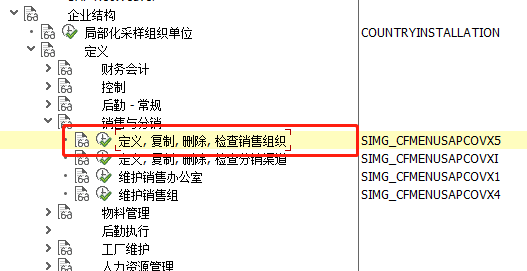 企业结构
局部化采样组织单位 COUNTRYINSTALLATION
定义
财务会计
控制
后勤 - 常规
销售与分销
定义, 复制, 删除, 检查销售组织 SIMG_CFMENUSAPCOVX5
定义, 复制, 删除, 检查分销渠道 SIMG_CFMENUSAPCOVXI
维护销售办公室 SIMG_CFMENUSAPCOVX1
维护销售组 SIMG_CFMENUSAPCOVX4
物料管理
后勤执行
工厂维护
人力资源管理